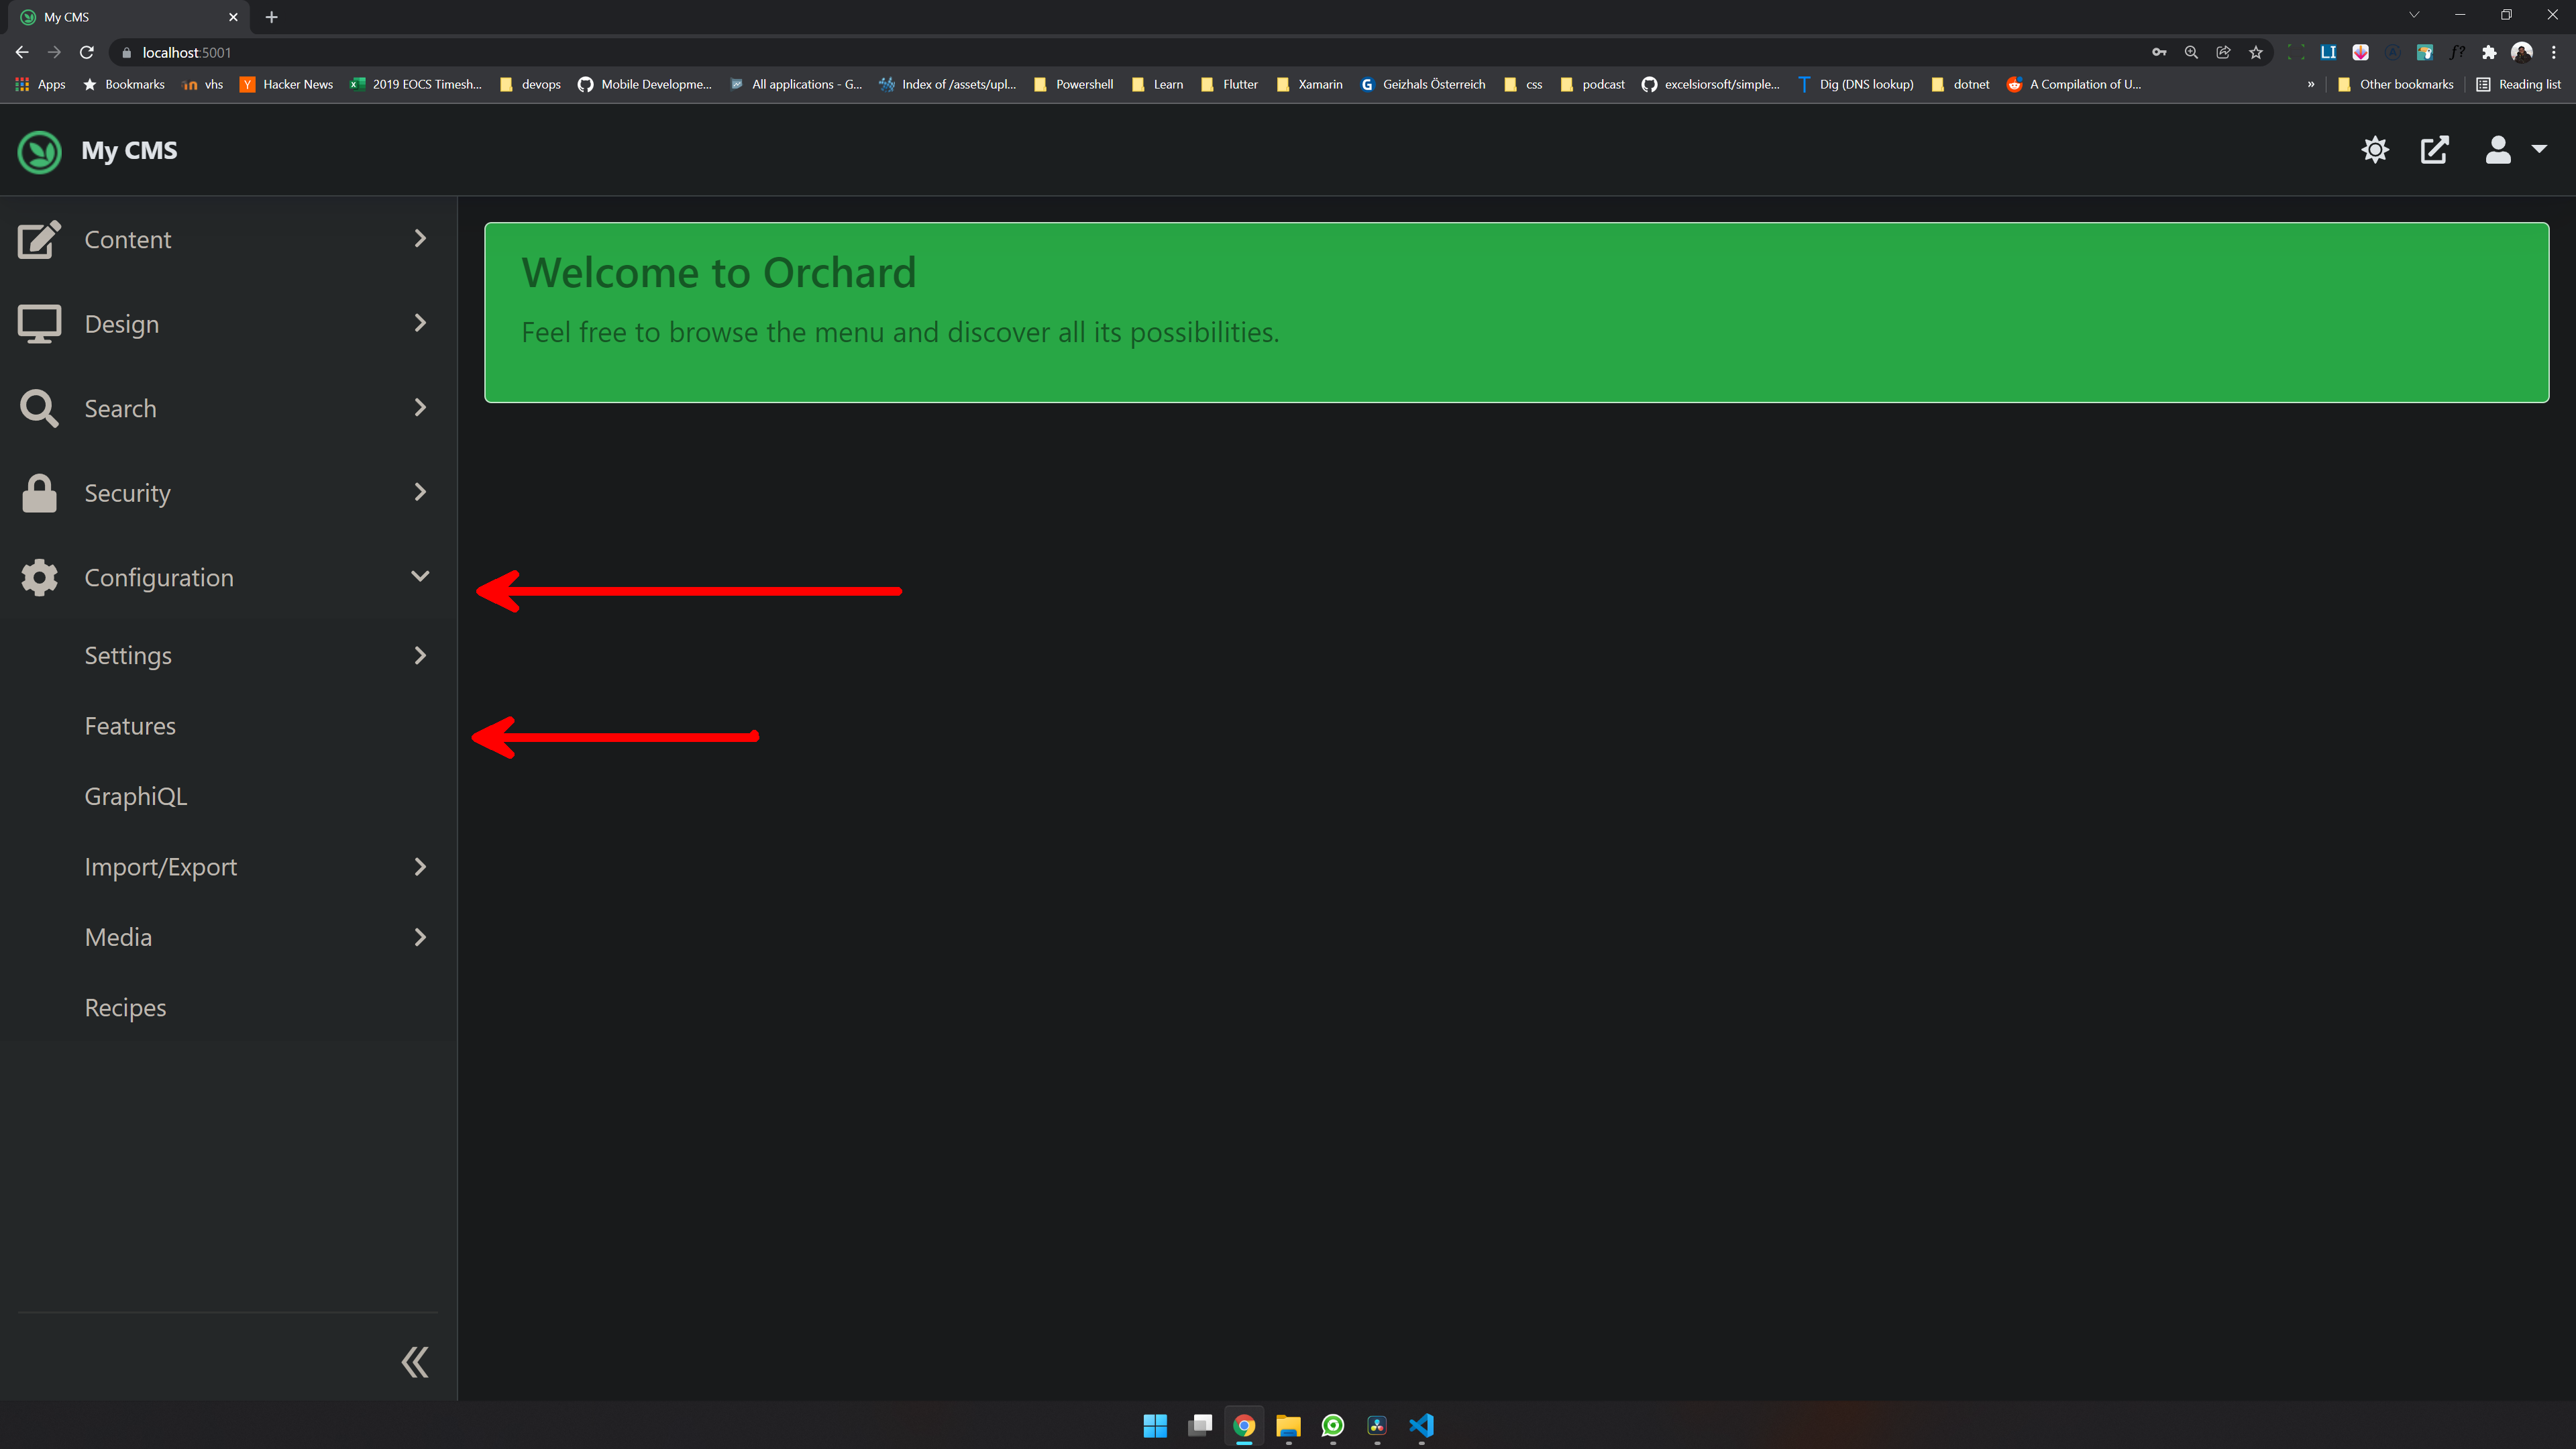 My CMS
localhost:5001
Apps Bookmarks vhs Hacker News 2019 EOCS Timesh... devops Mobile Developme... All applications - G... Index of /assets/upl... Powershell Learn Flutter Xamarin Geizhals Österreich css podcast excelsiorsoft/simple... Dig (DNS lookup) dotnet A Compilation of U... » Other bookmarks Reading list
My CMS
Content
Design
Search
Security
Configuration
Settings
Features
GraphiQL
Import/Export
Media
Recipes
Welcome to Orchard
Feel free to browse the menu and discover all its possibilities.